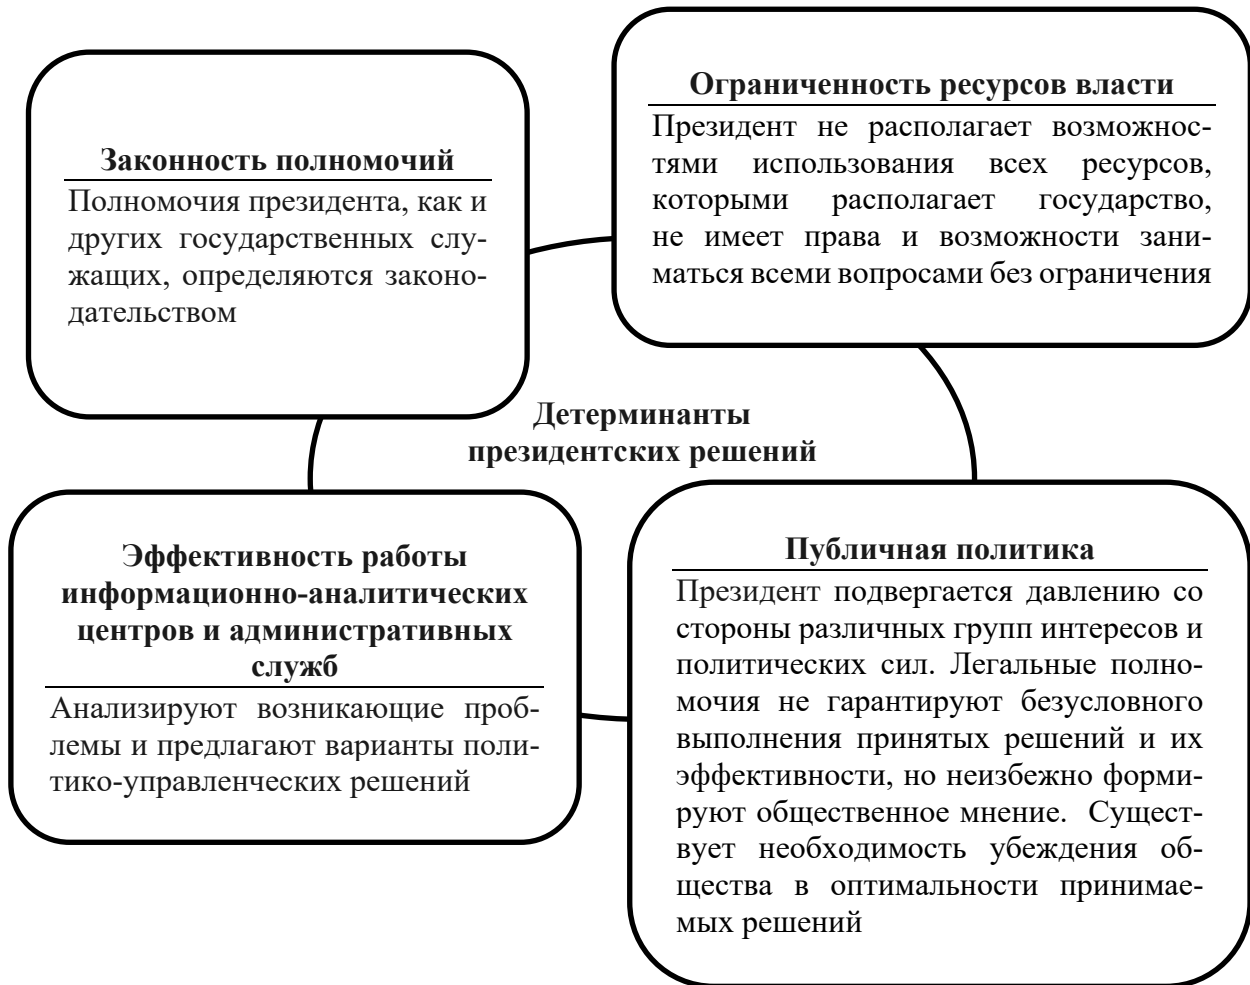 Законность полномочий
Полномочия президента, как и
других государственных слу-
жащих, определяются законо-
дательством
Ограниченность ресурсов власти
Президент не располагает возможнос-
тями использования всех ресурсов,
которыми располагает государство,
не имеет права и возможности зани-
маться всеми вопросами без ограничения
Детерминанты
президентских решений
Эффективность работы
информационно-аналитических
центров и административных
служб
Анализируют возникающие проб-
лемы и предлагают варианты поли-
тико-управленческих решений
Публичная политика
Президент подвергается давлению со
стороны различных групп интересов и
политических сил. Легальные полно-
мочия не гарантируют безусловного
выполнения принятых решений и их
эффективности, но неизбежно форми-
руют общественное мнение. Сущест-
вует необходимость убеждения об-
щества в оптимальности принимае-
мых решений